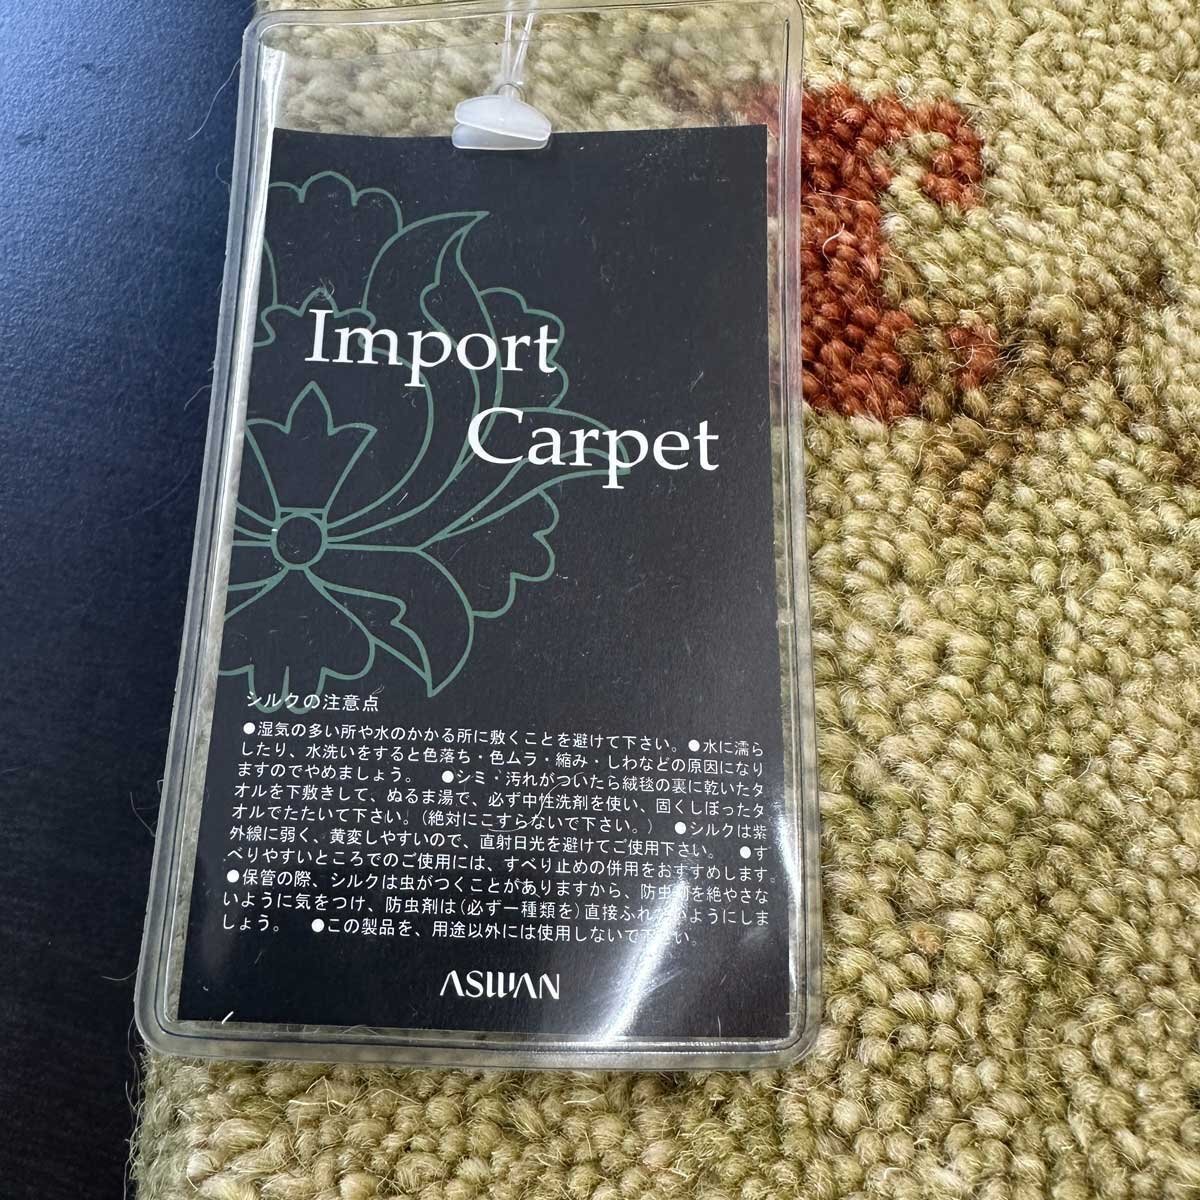 Import
Carpet
シルクの注意点
●湿気の多い所や水のかかる所に敷くことを避けて下さい。●水に濡ら
したり、水洗いをすると色落ち・色ムラ・縮み・しわなどの原因になり
ますのでやめましょう。 ●シミ・汚れがついたら絨毯の裏に乾いたタ
オルを下敷きして、ぬるま湯で、必ず中性洗剤を使い、固くしぼったタ
オルでたたいて下さい。(絶対にこすらないで下さい。) ●シルクは紫
外線に弱く、黄変しやすいので、直射日光を避けてご使用下さい。 ●す
べりやすいところでのご使用には、すべり止めの併用をおすすめします。
●保管の際、シルクは虫がつくことがありますから、防虫剤を絶やさな
いように気をつけ、防虫剤は(必ず一種類を)直接ふれないようにしま
しょう。 ●この製品を、用途以外には使用しないで下さい。
ASWAN